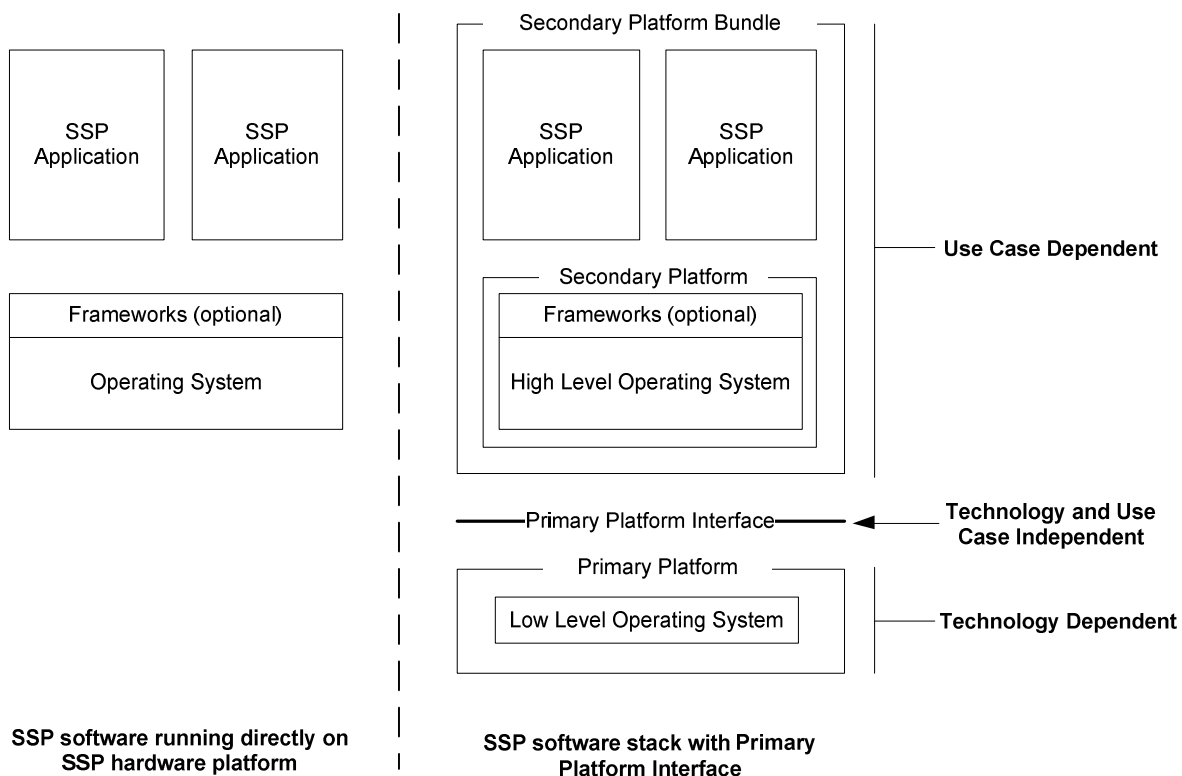 Secondary Platform Bundle
SSP
Application
SSP
Application
SSP
Application
SSP
Application
Use Case Dependent
Secondary Platform
Frameworks (optional)
Frameworks (optional)
Operating System
High Level Operating System
Primary Platform Interface
Technology and Use
Case Independent
Primary Platform
Low Level Operating System
Technology Dependent
SSP software running directly on
SSP hardware platform
SSP software stack with Primary
Platform Interface